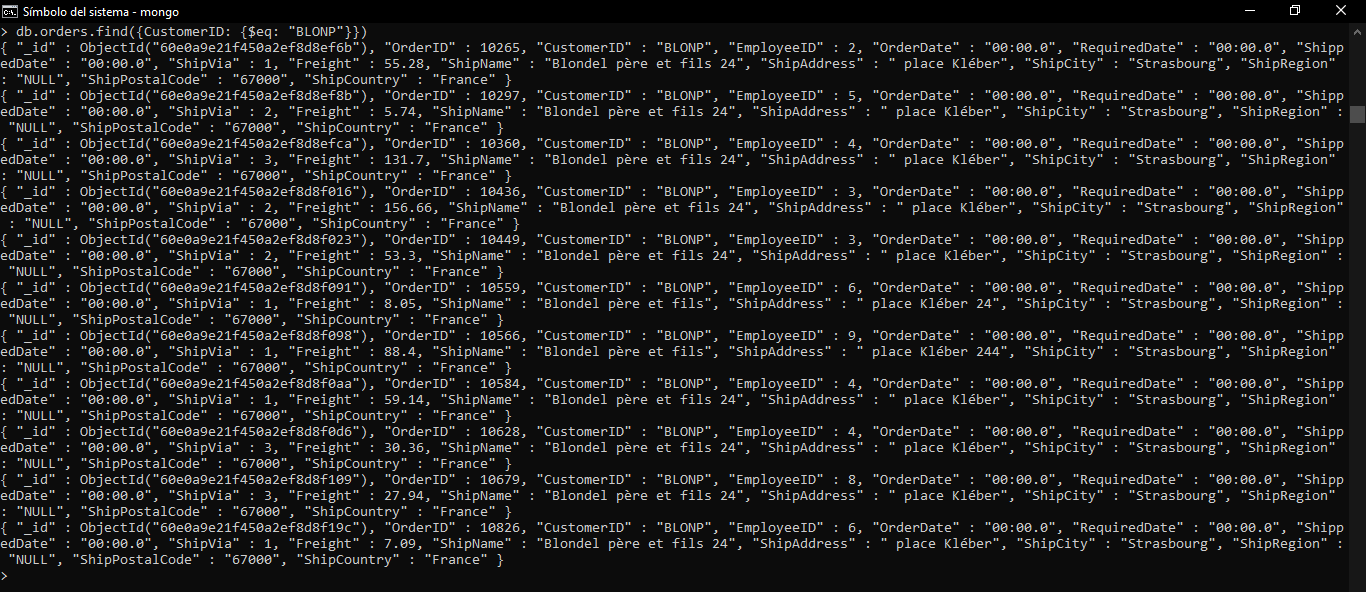 Símbolo del sistema - mongo
> db.orders.find({CustomerID: {$eq: "BLONP"}})
{ "_id" : ObjectId("60e0a9e21f450a2ef8d8ef6b"), "OrderID" : 10265, "CustomerID" : "BLONP", "EmployeeID" : 2, "OrderDate" : "00:00.0", "RequiredDate" : "00:00.0", "Shipp
edDate" : "00:00.0", "ShipVia" : 1, "Freight" : 55.28, "ShipName" : "Blondel père et fils 24", "ShipAddress" : " place Kléber", "ShipCity" : "Strasbourg", "ShipRegion"
: "NULL", "ShipPostalCode" : "67000", "ShipCountry" : "France" }
{ "_id" : ObjectId("60e0a9e21f450a2ef8d8ef8b"), "OrderID" : 10297, "CustomerID" : "BLONP", "EmployeeID" : 5, "OrderDate" : "00:00.0", "RequiredDate" : "00:00.0", "Shipp
edDate" : "00:00.0", "ShipVia" : 2, "Freight" : 5.74, "ShipName" : "Blondel père et fils 24", "ShipAddress" : " place Kléber", "ShipCity" : "Strasbourg", "ShipRegion" :
"NULL", "ShipPostalCode" : "67000", "ShipCountry" : "France" }
{ "_id" : ObjectId("60e0a9e21f450a2ef8d8efca"), "OrderID" : 10360, "CustomerID" : "BLONP", "EmployeeID" : 4, "OrderDate" : "00:00.0", "RequiredDate" : "00:00.0", "Shipp
edDate" : "00:00.0", "ShipVia" : 3, "Freight" : 131.7, "ShipName" : "Blondel père et fils 24", "ShipAddress" : " place Kléber", "ShipCity" : "Strasbourg", "ShipRegion"
: "NULL", "ShipPostalCode" : "67000", "ShipCountry" : "France" }
{ "_id" : ObjectId("60e0a9e21f450a2ef8d8f016"), "OrderID" : 10436, "CustomerID" : "BLONP", "EmployeeID" : 3, "OrderDate" : "00:00.0", "RequiredDate" : "00:00.0", "Shipp
edDate" : "00:00.0", "ShipVia" : 2, "Freight" : 156.66, "ShipName" : "Blondel père et fils 24", "ShipAddress" : " place Kléber", "ShipCity" : "Strasbourg", "ShipRegion"
: "NULL", "ShipPostalCode" : "67000", "ShipCountry" : "France" }
{ "_id" : ObjectId("60e0a9e21f450a2ef8d8f023"), "OrderID" : 10449, "CustomerID" : "BLONP", "EmployeeID" : 3, "OrderDate" : "00:00.0", "RequiredDate" : "00:00.0", "Shipp
edDate" : "00:00.0", "ShipVia" : 2, "Freight" : 53.3, "ShipName" : "Blondel père et fils 24", "ShipAddress" : " place Kléber", "ShipCity" : "Strasbourg", "ShipRegion" :
"NULL", "ShipPostalCode" : "67000", "ShipCountry" : "France" }
{ "_id" : ObjectId("60e0a9e21f450a2ef8d8f091"), "OrderID" : 10559, "CustomerID" : "BLONP", "EmployeeID" : 6, "OrderDate" : "00:00.0", "RequiredDate" : "00:00.0", "Shipp
edDate" : "00:00.0", "ShipVia" : 1, "Freight" : 8.05, "ShipName" : "Blondel père et fils", "ShipAddress" : " place Kléber 24", "ShipCity" : "Strasbourg", "ShipRegion" :
"NULL", "ShipPostalCode" : "67000", "ShipCountry" : "France" }
{ "_id" : ObjectId("60e0a9e21f450a2ef8d8f098"), "OrderID" : 10566, "CustomerID" : "BLONP", "EmployeeID" : 9, "OrderDate" : "00:00.0", "RequiredDate" : "00:00.0", "Shipp
edDate" : "00:00.0", "ShipVia" : 1, "Freight" : 88.4, "ShipName" : "Blondel père et fils", "ShipAddress" : " place Kléber 244", "ShipCity" : "Strasbourg", "ShipRegion"
: "NULL", "ShipPostalCode" : "67000", "ShipCountry" : "France" }
{ "_id" : ObjectId("60e0a9e21f450a2ef8d8f0aa"), "OrderID" : 10584, "CustomerID" : "BLONP", "EmployeeID" : 4, "OrderDate" : "00:00.0", "RequiredDate" : "00:00.0", "Shipp
edDate" : "00:00.0", "ShipVia" : 1, "Freight" : 59.14, "ShipName" : "Blondel père et fils 24", "ShipAddress" : " place Kléber", "ShipCity" : "Strasbourg", "ShipRegion"
: "NULL", "ShipPostalCode" : "67000", "ShipCountry" : "France" }
{ "_id" : ObjectId("60e0a9e21f450a2ef8d8f0d6"), "OrderID" : 10628, "CustomerID" : "BLONP", "EmployeeID" : 4, "OrderDate" : "00:00.0", "RequiredDate" : "00:00.0", "Shipp
edDate" : "00:00.0", "ShipVia" : 3, "Freight" : 30.36, "ShipName" : "Blondel père et fils 24", "ShipAddress" : " place Kléber", "ShipCity" : "Strasbourg", "ShipRegion"
: "NULL", "ShipPostalCode" : "67000", "ShipCountry" : "France" }
{ "_id" : ObjectId("60e0a9e21f450a2ef8d8f109"), "OrderID" : 10679, "CustomerID" : "BLONP", "EmployeeID" : 8, "OrderDate" : "00:00.0", "RequiredDate" : "00:00.0", "Shipp
edDate" : "00:00.0", "ShipVia" : 3, "Freight" : 27.94, "ShipName" : "Blondel père et fils 24", "ShipAddress" : " place Kléber", "ShipCity" : "Strasbourg", "ShipRegion"
: "NULL", "ShipPostalCode" : "67000", "ShipCountry" : "France" }
{ "_id" : ObjectId("60e0a9e21f450a2ef8d8f19c"), "OrderID" : 10826, "CustomerID" : "BLONP", "EmployeeID" : 6, "OrderDate" : "00:00.0", "RequiredDate" : "00:00.0", "Shipp
edDate" : "00:00.0", "ShipVia" : 1, "Freight" : 7.09, "ShipName" : "Blondel père et fils 24", "ShipAddress" : " place Kléber", "ShipCity" : "Strasbourg", "ShipRegion" :
"NULL", "ShipPostalCode" : "67000", "ShipCountry" : "France" }
>